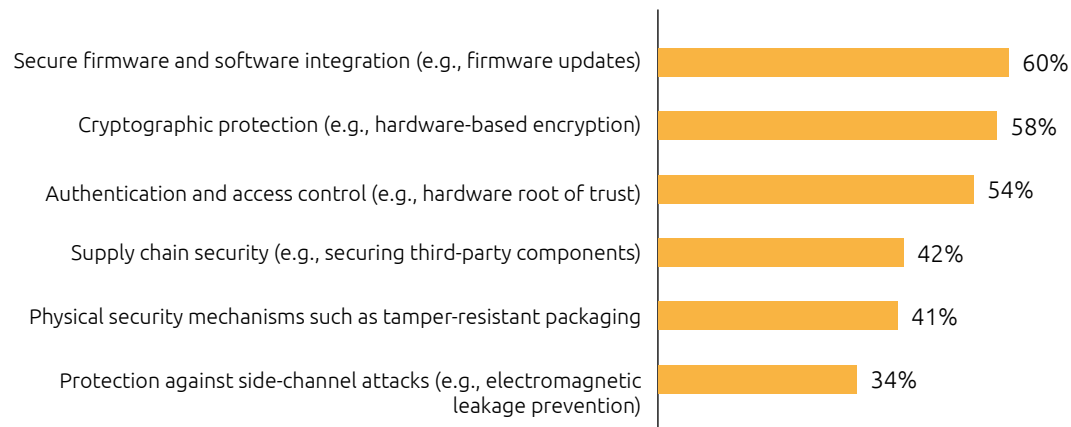 Secure firmware and software integration (e.g., firmware updates) 60%
Cryptographic protection (e.g., hardware-based encryption) 58%
Authentication and access control (e.g., hardware root of trust) 54%
Supply chain security (e.g., securing third-party components) 42%
Physical security mechanisms such as tamper-resistant packaging 41%
Protection against side-channel attacks (e.g., electromagnetic 34%
leakage prevention)